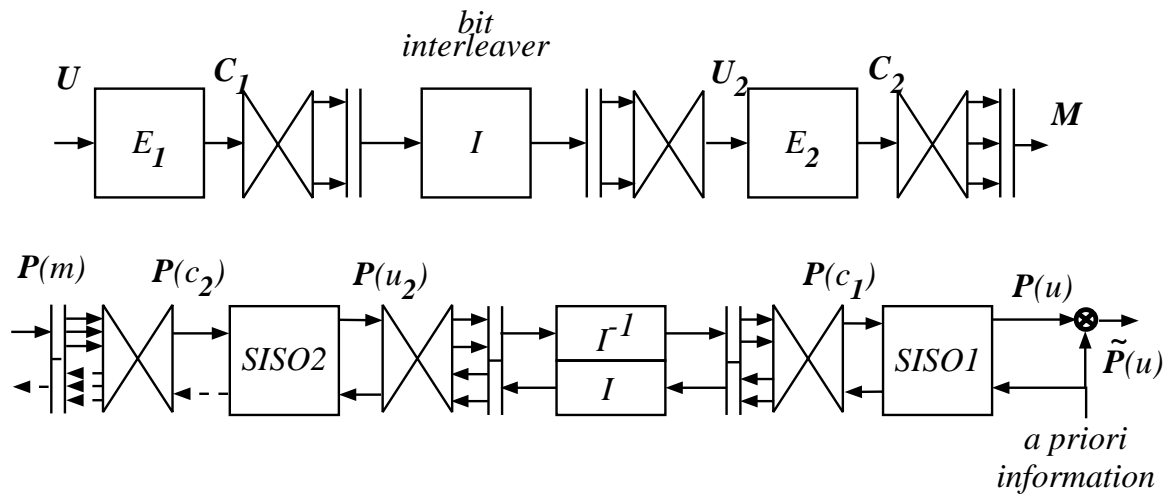 bit
interleaver
U
C1
U2
C2
M
E1
I
E2
P(m)
P(c2)
P(u2)
P(c1)
P(u)
SISO2
I-1
I
SISO1
P̃(u)
a priori
information